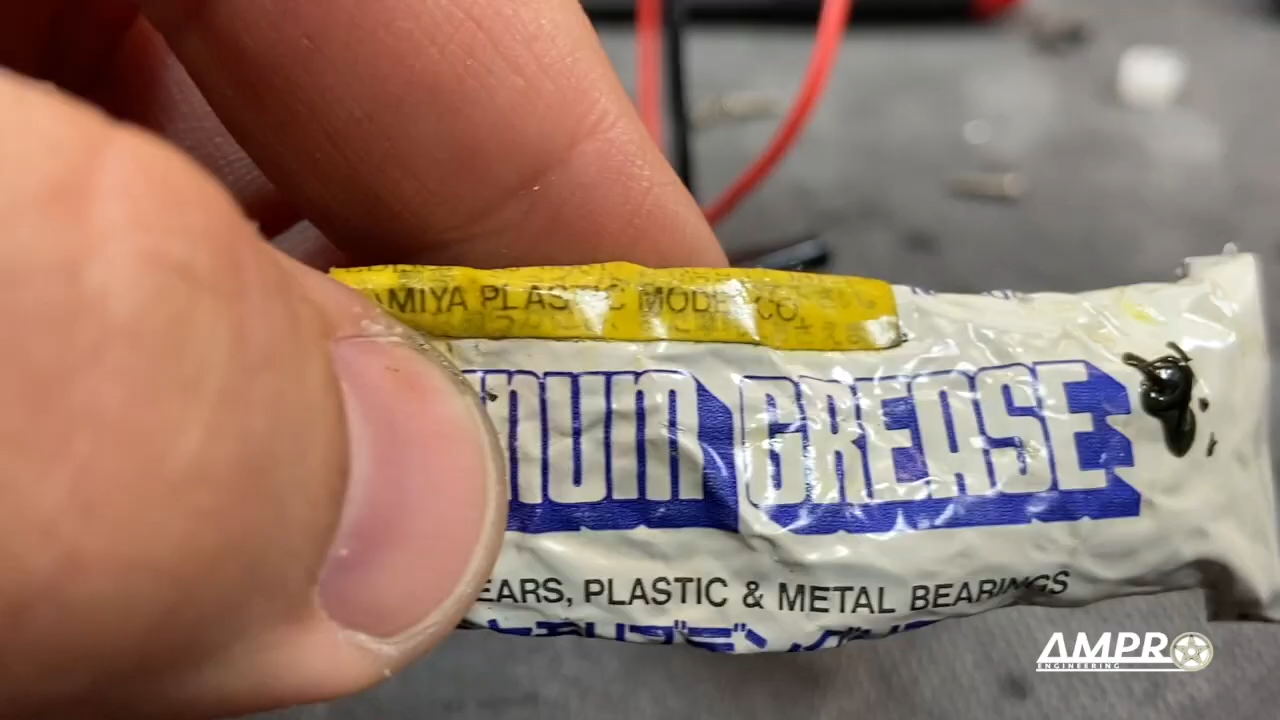 AMIYA PLASTIC MODEL CO.
NUM GREASE
EARS, PLASTIC & METAL BEARINGS
AMPRO
ENGINEERING